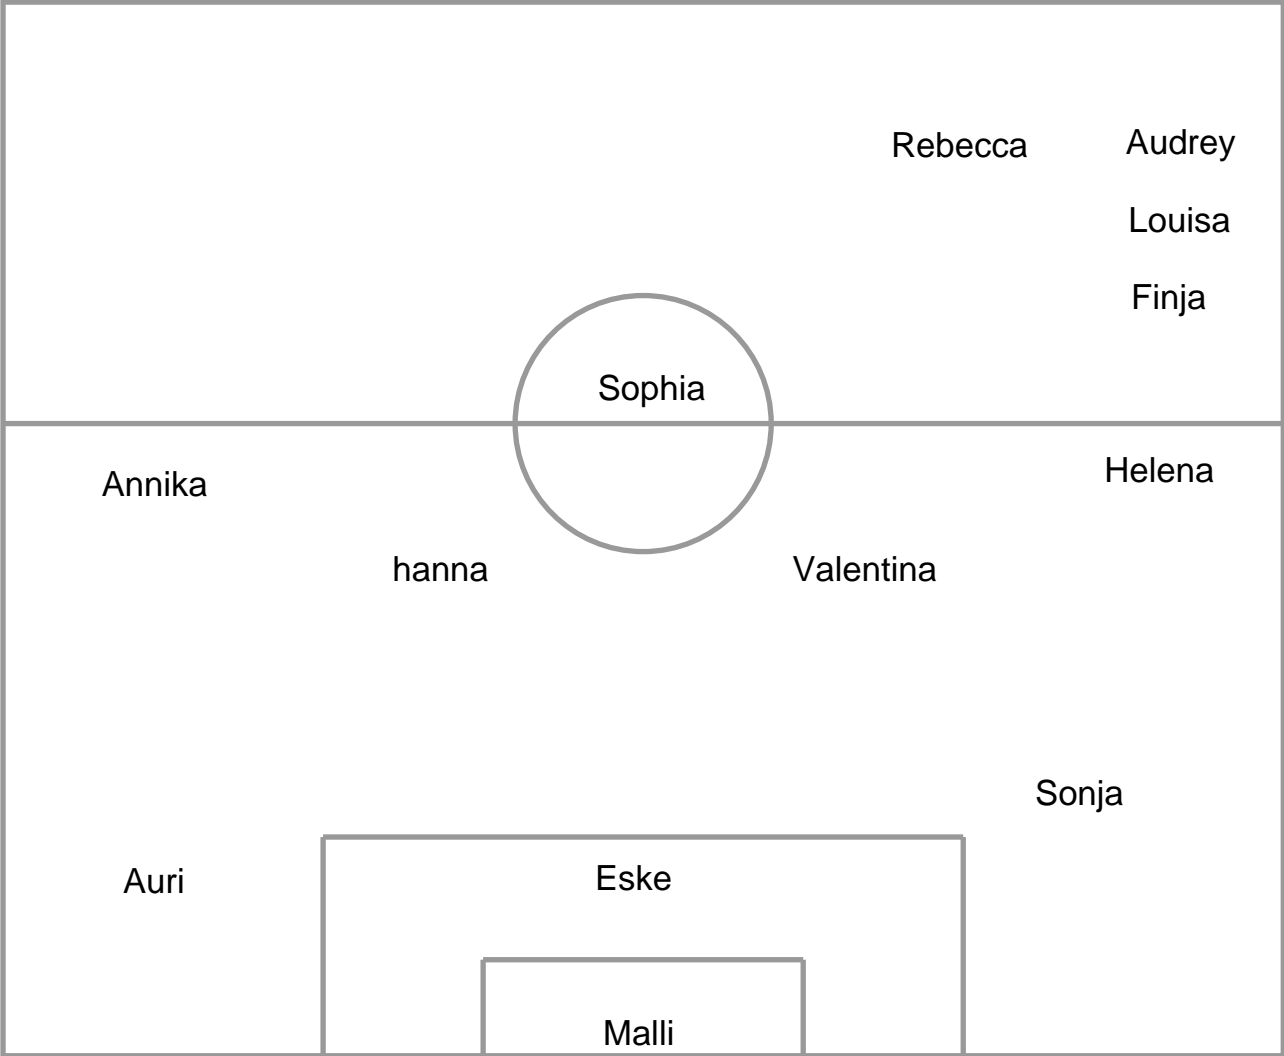 Rebecca Audrey
Louisa
Finja
Sophia
Annika Helena
hanna Valentina
Sonja
Auri Eske
Malli